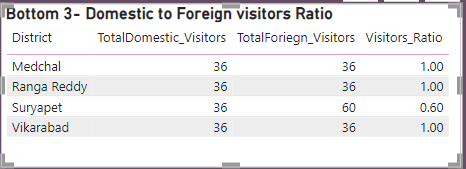 Bottom 3- Domestic to Foreign visitors Ratio
District TotalDomestic_Visitors TotalForiegn_Visitors Visitors_Ratio
Medchal 36 36 1.00
Ranga Reddy 36 36 1.00
Suryapet 36 60 0.60
Vikarabad 36 36 1.00